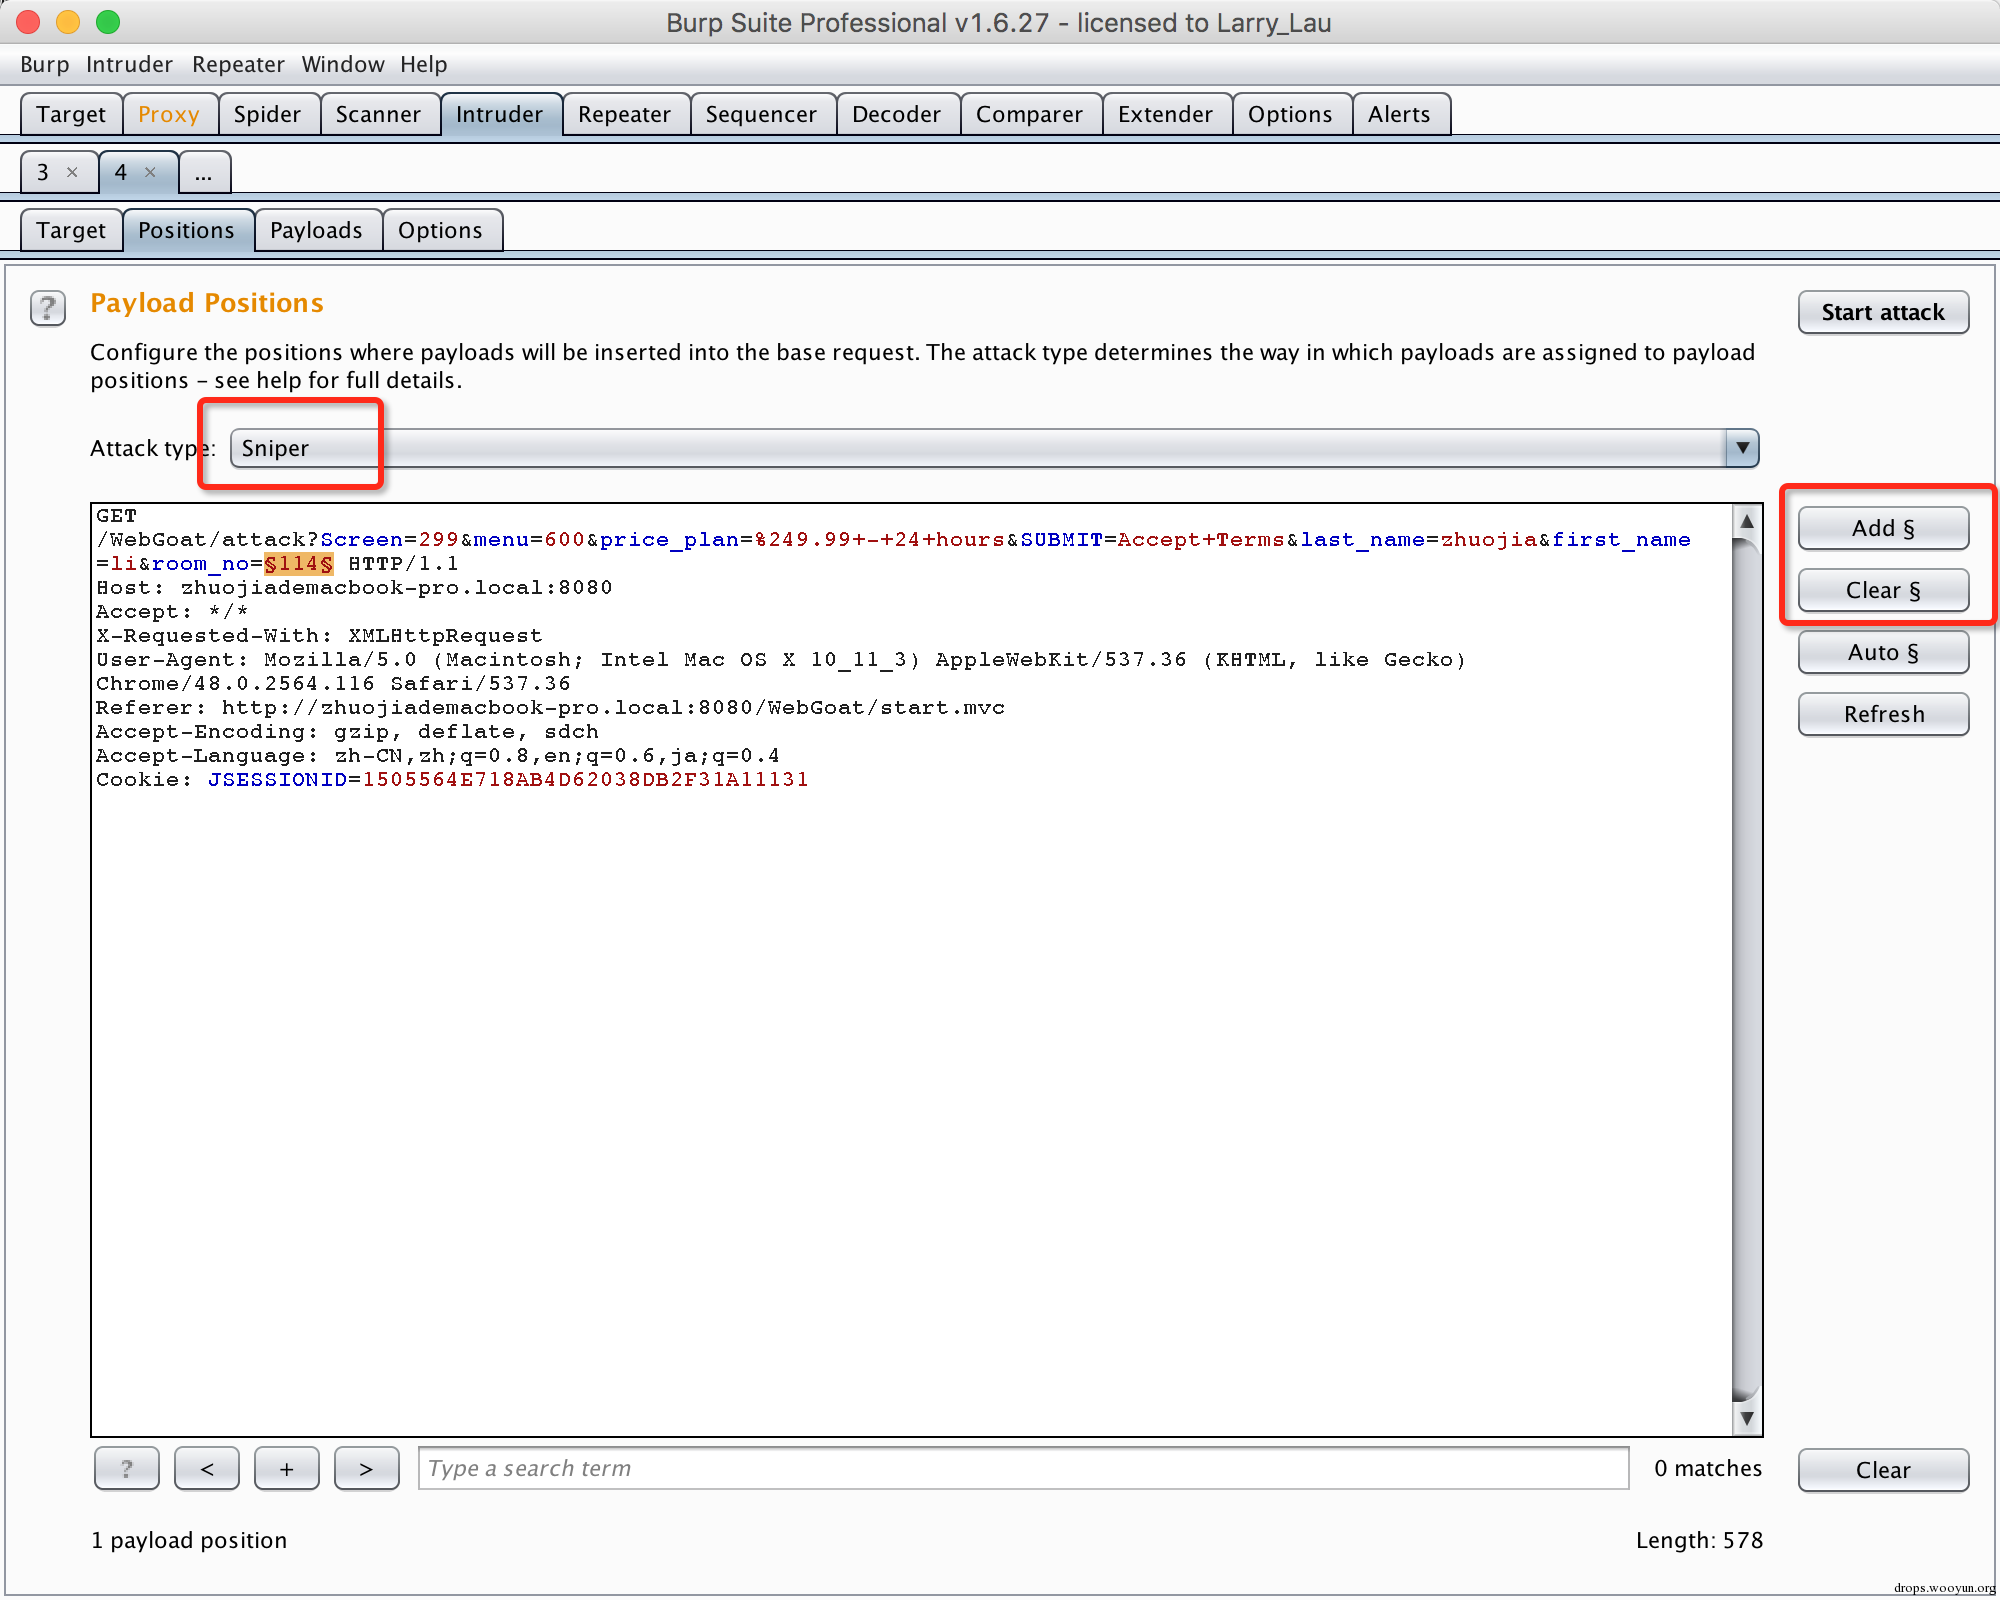 Burp Suite Professional v1.6.27 - licensed to Larry_Lau
Burp Intruder Repeater Window Help
Target Proxy Spider Scanner Intruder Repeater Sequencer Decoder Comparer Extender Options Alerts
3 × 4 × ...
Target Positions Payloads Options
? Payload Positions
Start attack
Configure the positions where payloads will be inserted into the base request. The attack type determines the way in which payloads are assigned to payload
positions – see help for full details.
Attack type: Sniper
GET
/WebGoat/attack?Screen=299&menu=600&price_plan=%249.99+-+24+hours&SUBMIT=Accept+Terms&last_name=zhuojia&first_name
=li&room_no=§114§ HTTP/1.1
Host: zhuojiademacbook-pro.local:8080
Accept: */*
X-Requested-With: XMLHttpRequest
User-Agent: Mozilla/5.0 (Macintosh; Intel Mac OS X 10_11_3) AppleWebKit/537.36 (KHTML, like Gecko)
Chrome/48.0.2564.116 Safari/537.36
Referer: http://zhuojiademacbook-pro.local:8080/WebGoat/start.mvc
Accept-Encoding: gzip, deflate, sdch
Accept-Language: zh-CN,zh;q=0.8,en;q=0.6,ja;q=0.4
Cookie: JSESSIONID=1505564E718AB4D62038DB2F31A11131
Add §
Clear §
Auto §
Refresh
? < + > Type a search term 0 matches Clear
1 payload position Length: 578
drops.wooyun.org